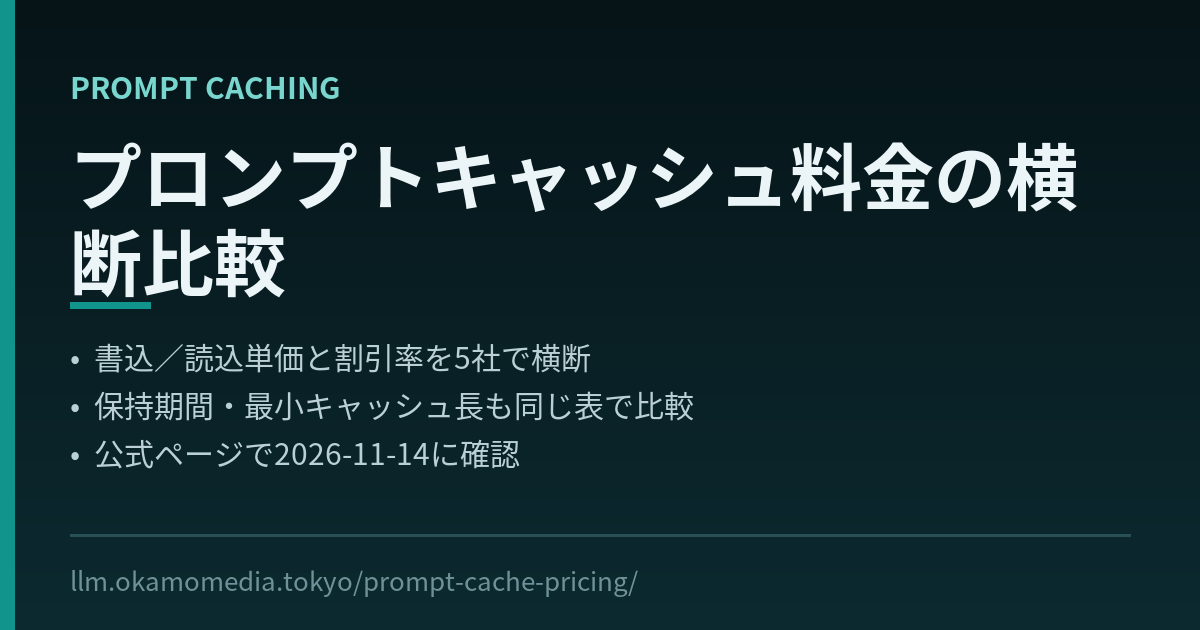 PROMPT CACHING
プロンプトキャッシュ料金の横
断比較
• 書込／読込単価と割引率を5社で横断
• 保持期間・最小キャッシュ長も同じ表で比較
• 公式ページで2026-11-14に確認
llm.okamomedia.tokyo/prompt-cache-pricing/